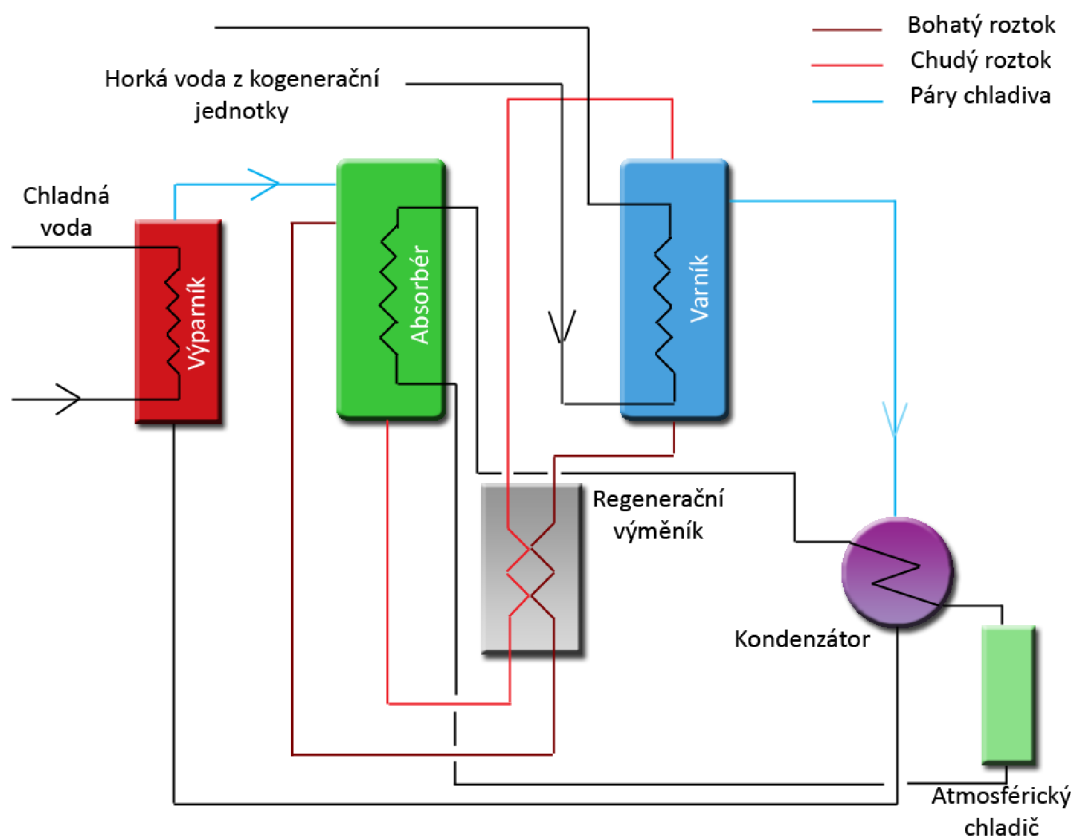 Bohatý roztok
Chudý roztok
Páry chladiva
Horká voda z kogenerační
jednotky
Chladná
voda
Výparník
Absorbér
Varník
Regenerační
výměník
Kondenzátor
Atmosférický
chladič